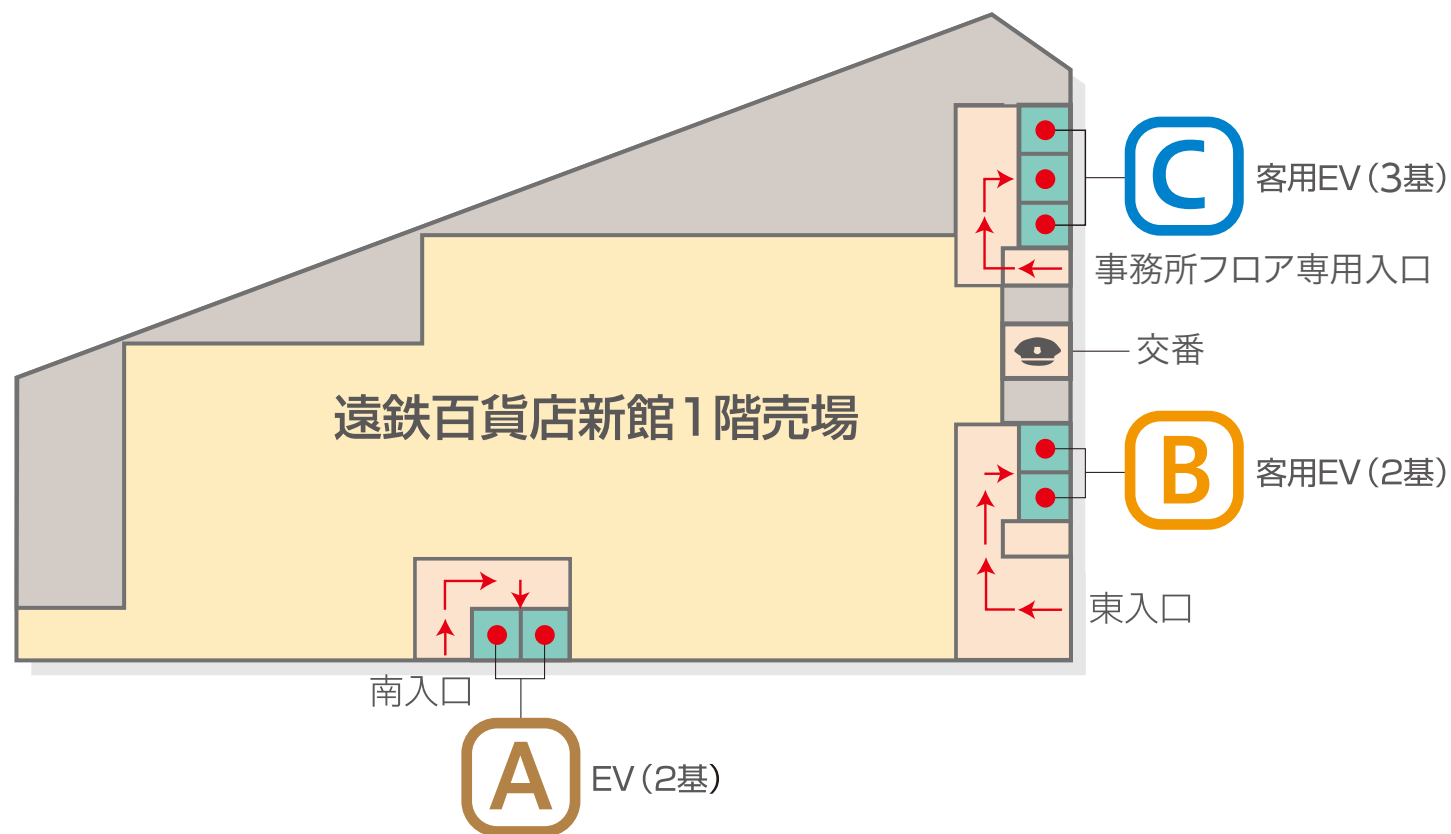 C
客用EV(3基)
事務所フロア専用入口
交番
遠鉄百貨店新館1階売場
B
客用EV(2基)
東入口
南入口
A
EV(2基)